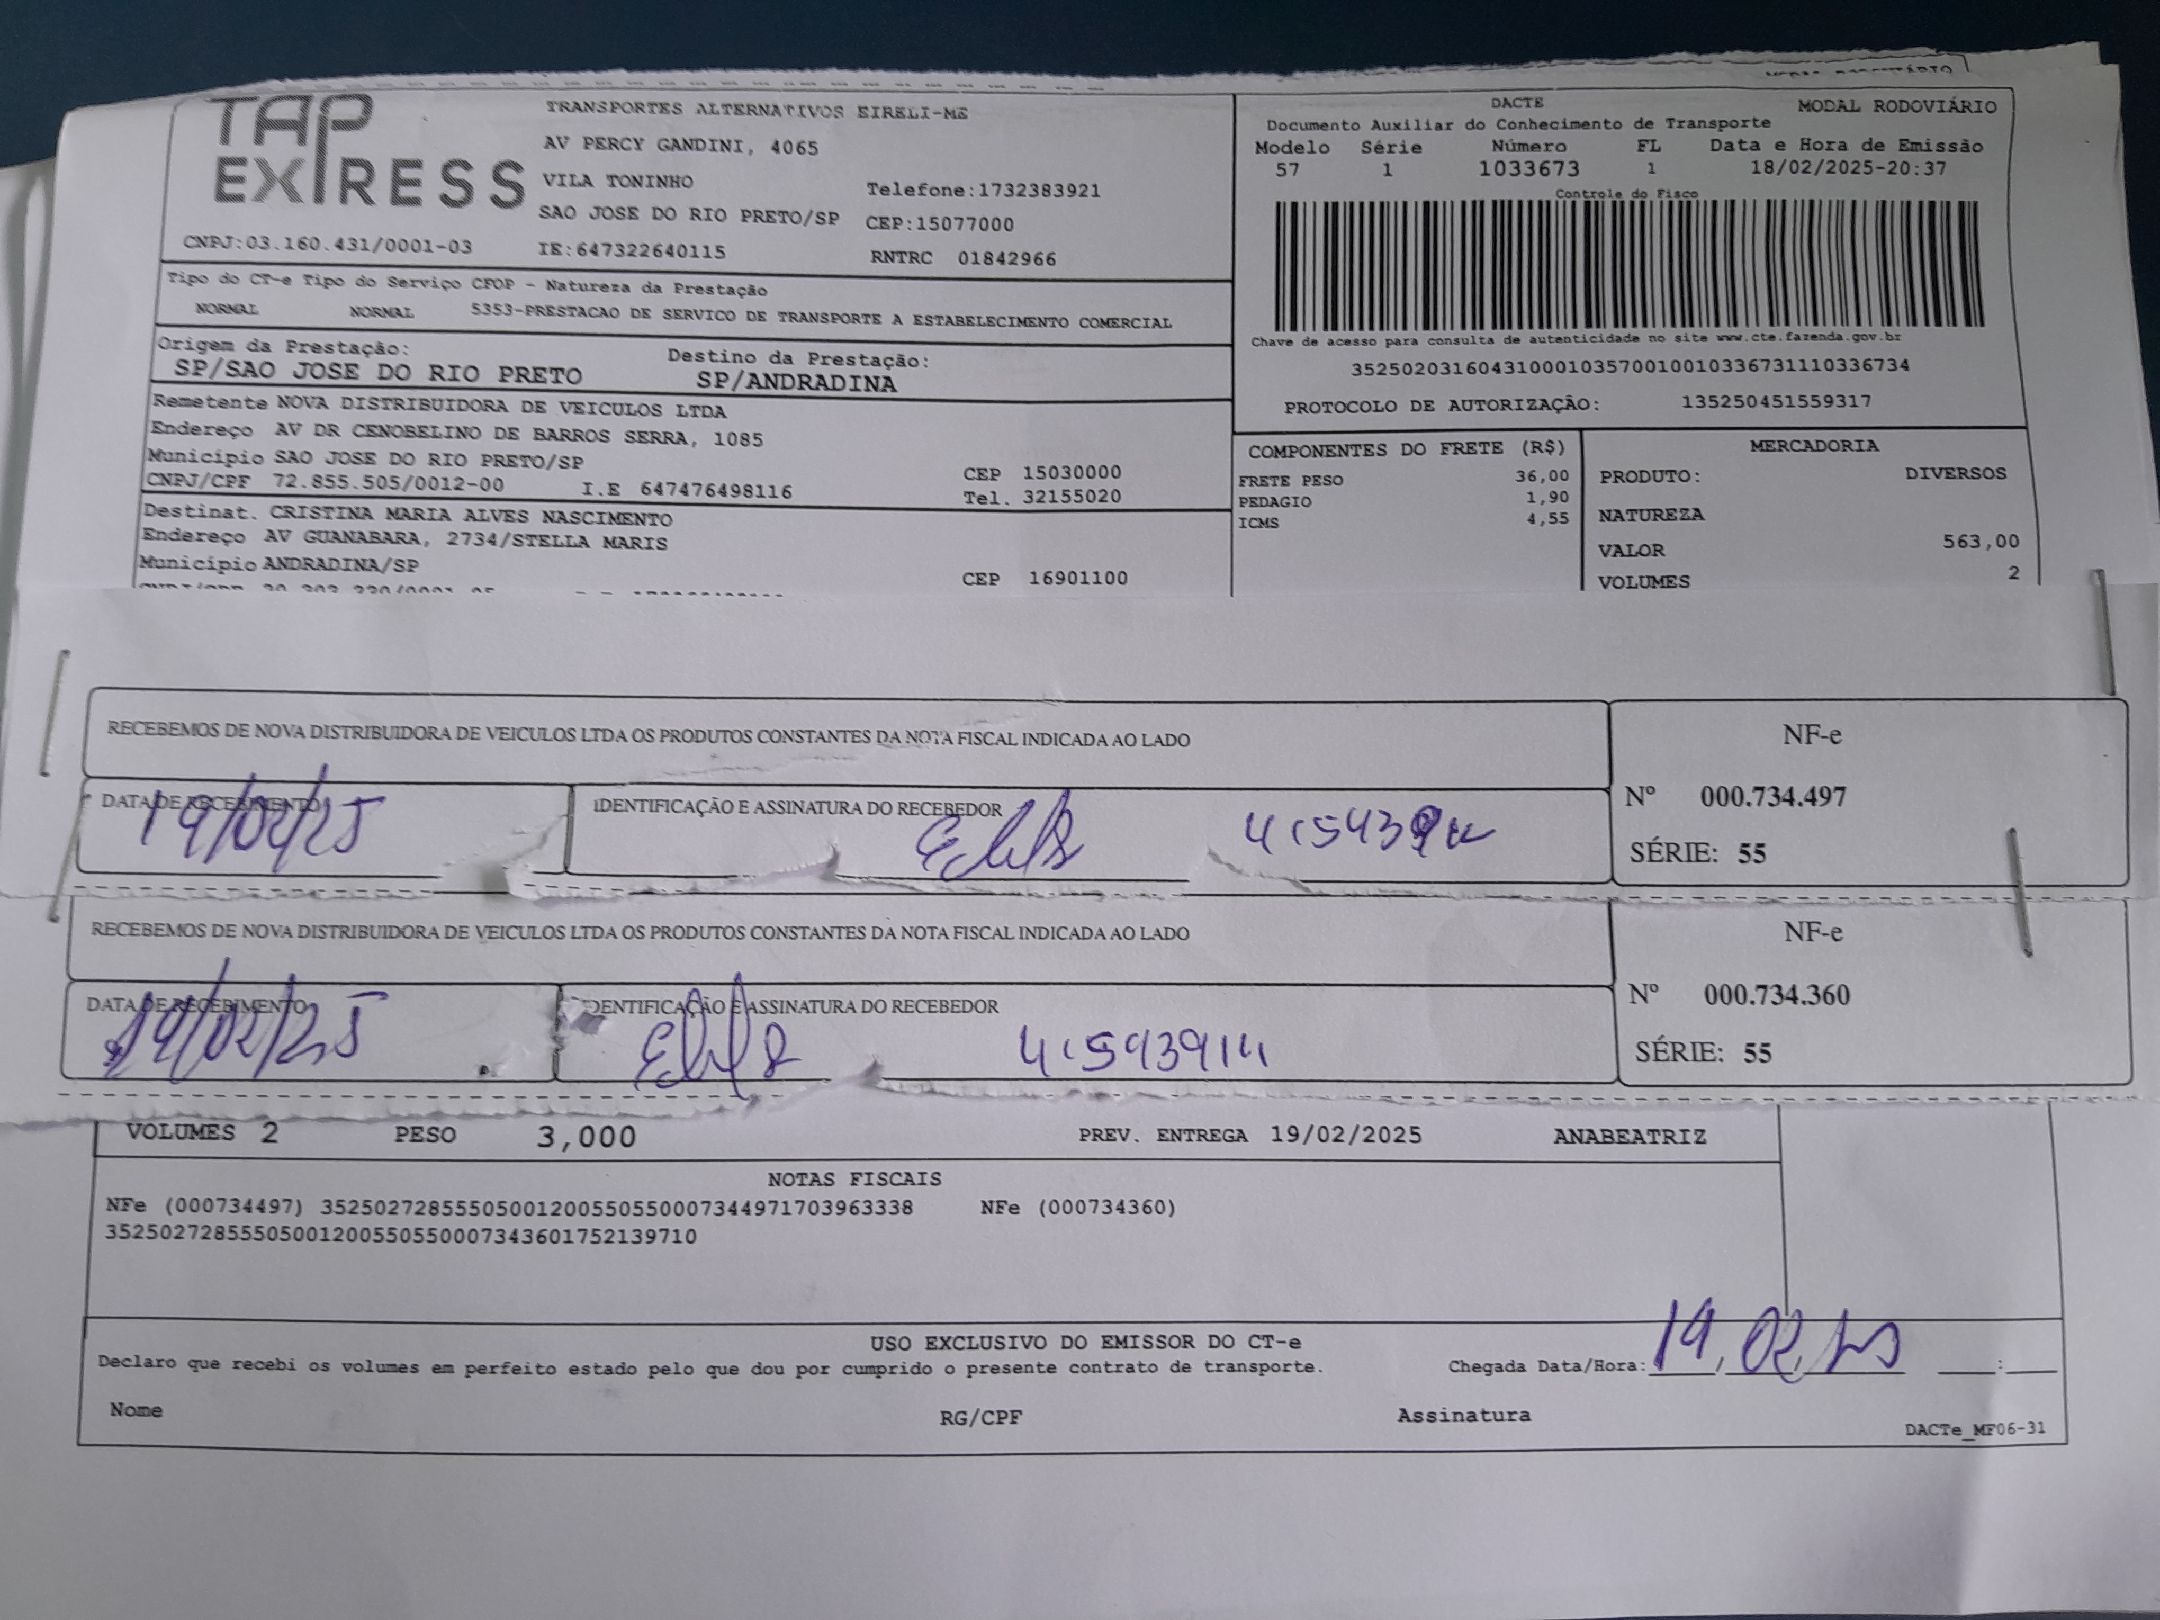 TAP EXPRESS
TRANSPORTES ALTERNATIVOS EIRELI-ME
AV PERCY GANDINI, 4065
VILA TONINHO
Telefone:1732383921
SAO JOSE DO RIO PRETO/SP CEP:15077000
CNPJ:03.160.431/0001-03 IE:647322640115 RNTRC 01842966
DACTE MODAL RODOVIÁRIO
Documento Auxiliar do Conhecimento de Transporte
Modelo Série Número FL Data e Hora de Emissão
57 1 1033673 1 18/02/2025-20:37
Controle do Fisco
Chave de acesso para consulta de autenticidade no site www.cte.fazenda.gov.br
35250203160431000103570010010336731110336734
PROTOCOLO DE AUTORIZAÇÃO: 135250451559317
Tipo do CT-e Tipo do Serviço CFOP - Natureza da Prestação
NORMAL NORMAL 5353-PRESTACAO DE SERVICO DE TRANSPORTE A ESTABELECIMENTO COMERCIAL
Origem da Prestação: Destino da Prestação:
SP/SAO JOSE DO RIO PRETO SP/ANDRADINA
Remetente NOVA DISTRIBUIDORA DE VEICULOS LTDA
Endereço AV DR CENOBELINO DE BARROS SERRA, 1085
Município SAO JOSE DO RIO PRETO/SP CEP 15030000
CNPJ/CPF 72.855.505/0012-00 I.E 647476498116 Tel. 32155020
Destinat. CRISTINA MARIA ALVES NASCIMENTO
Endereço AV GUANABARA, 2734/STELLA MARIS
Município ANDRADINA/SP CEP 16901100
COMPONENTES DO FRETE (R$)
FRETE PESO 36,00
PEDAGIO 1,90
ICMS 4,55
MERCADORIA
PRODUTO: DIVERSOS
NATUREZA
VALOR 563,00
VOLUMES 2
RECEBEMOS DE NOVA DISTRIBUIDORA DE VEICULOS LTDA OS PRODUTOS CONSTANTES DA NOTA FISCAL INDICADA AO LADO
DATA DE RECEBIMENTO IDENTIFICAÇÃO E ASSINATURA DO RECEBEDOR
19/02/25
NF-e
Nº 000.734.497
SÉRIE: 55
RECEBEMOS DE NOVA DISTRIBUIDORA DE VEICULOS LTDA OS PRODUTOS CONSTANTES DA NOTA FISCAL INDICADA AO LADO
DATA DE RECEBIMENTO IDENTIFICAÇÃO E ASSINATURA DO RECEBEDOR
19/02/25
NF-e
Nº 000.734.360
SÉRIE: 55
VOLUMES 2 PESO 3,000 PREV. ENTREGA 19/02/2025 ANABEATRIZ
NOTAS FISCAIS
NFe (000734497) 35250272855505001200550550007344971703963338 NFe (000734360)
35250272855505001200550550007343601752139710
USO EXCLUSIVO DO EMISSOR DO CT-e
Declaro que recebi os volumes em perfeito estado pelo que dou por cumprido o presente contrato de transporte. Chegada Data/Hora: 19, 02, 25 :
Nome RG/CPF Assinatura
DACTe_MF06-31